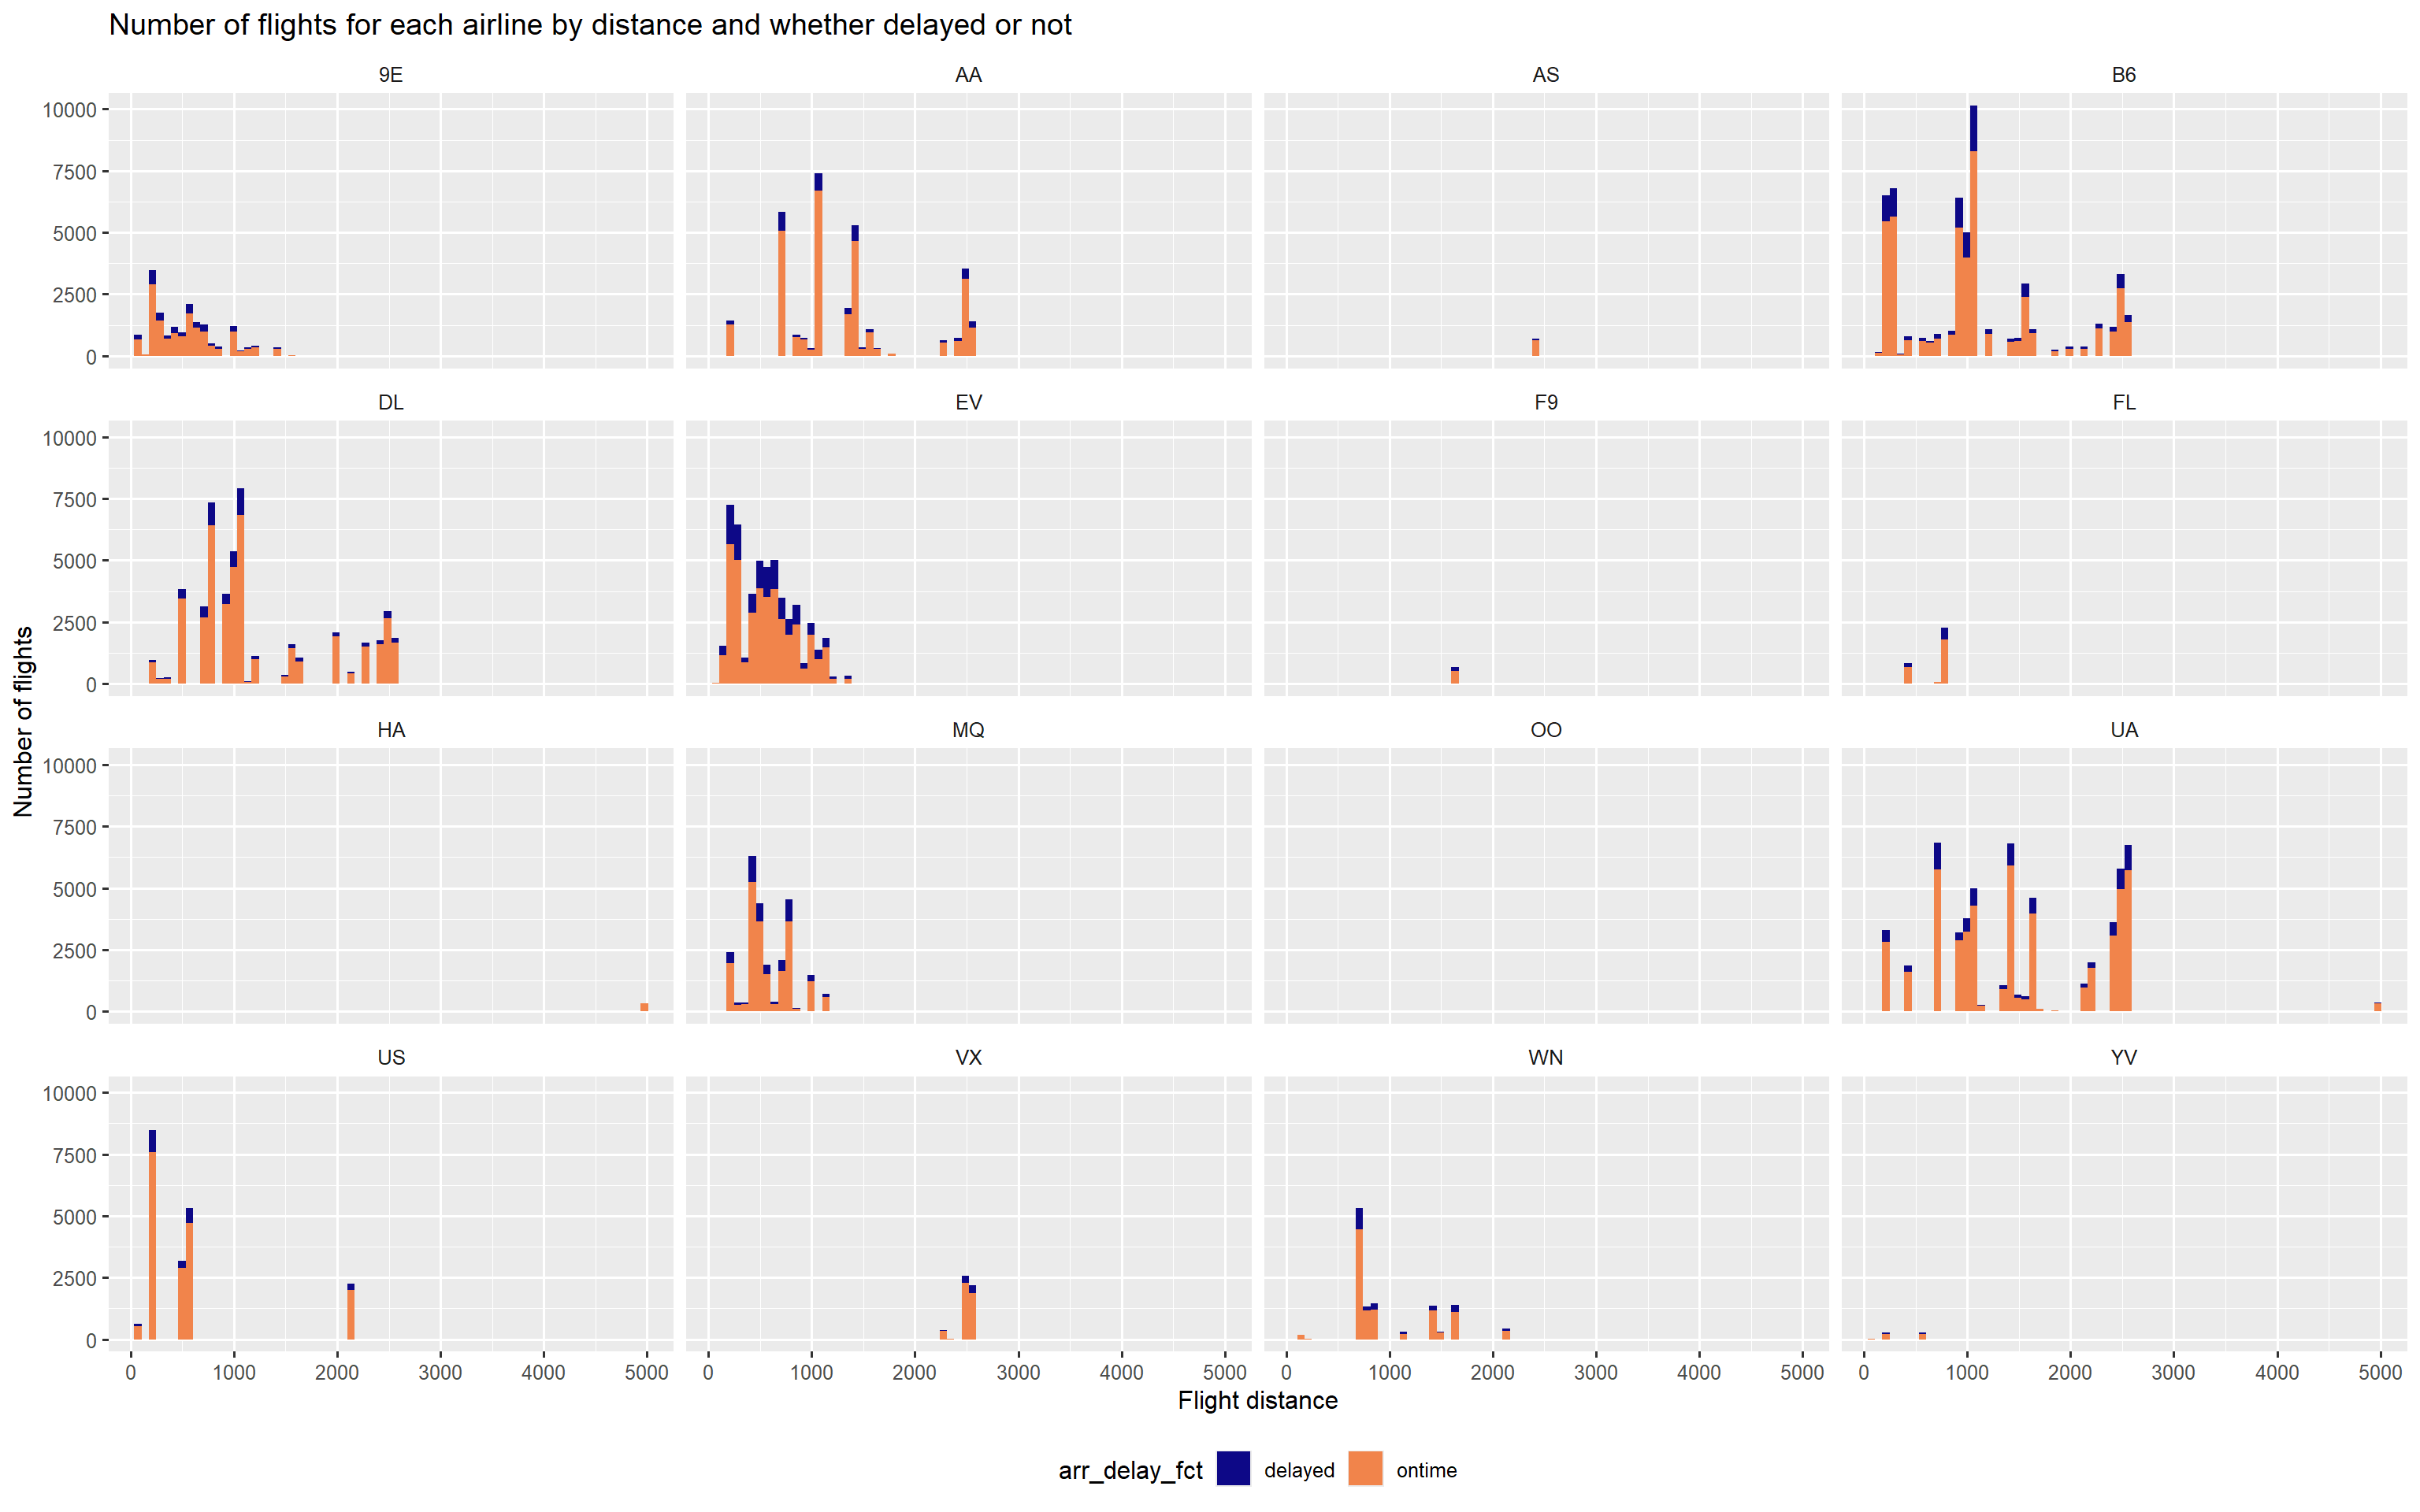 Number of flights for each airline by distance and whether delayed or not
9E AA AS B6
10000
7500
5000
2500
0
DL EV F9 FL
10000
7500
5000
2500
0
Number of flights
HA MQ OO UA
10000
7500
5000
2500
0
US VX WN YV
10000
7500
5000
2500
0
0 1000 2000 3000 4000 5000 0 1000 2000 3000 4000 5000 0 1000 2000 3000 4000 5000 0 1000 2000 3000 4000 5000
Flight distance
arr_delay_fct delayed ontime